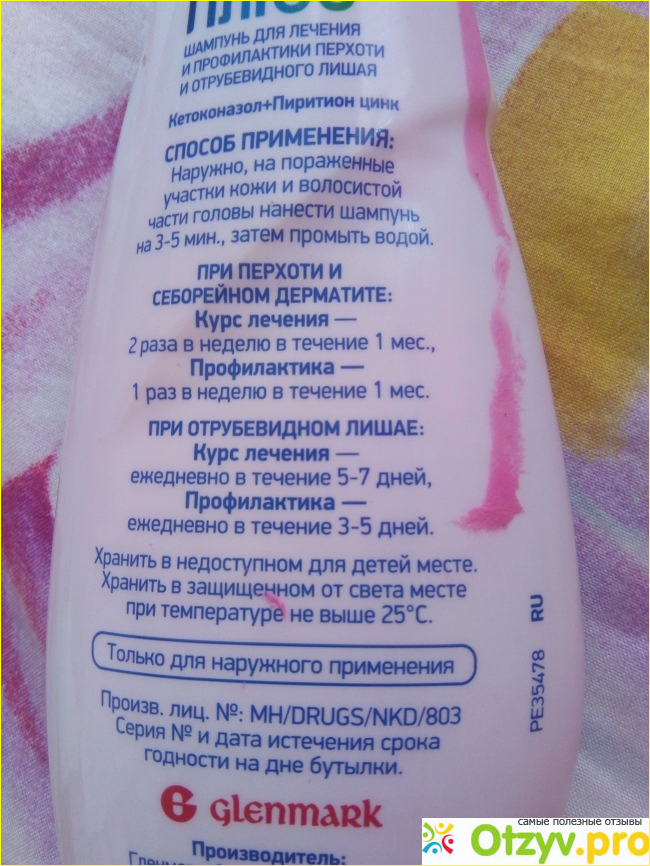 ПЛЮС
ШАМПУНЬ ДЛЯ ЛЕЧЕНИЯ
И ПРОФИЛАКТИКИ ПЕРХОТИ
И ОТРУБЕВИДНОГО ЛИШАЯ
Кетоконазол+Пиритион цинк
СПОСОБ ПРИМЕНЕНИЯ:
Наружно, на пораженные
участки кожи и волосистой
части головы нанести шампунь
на 3-5 мин., затем промыть водой.
ПРИ ПЕРХОТИ И
СЕБОРЕЙНОМ ДЕРМАТИТЕ:
Курс лечения —
2 раза в неделю в течение 1 мес.,
Профилактика —
1 раз в неделю в течение 1 мес.
ПРИ ОТРУБЕВИДНОМ ЛИШАЕ:
Курс лечения —
ежедневно в течение 5-7 дней,
Профилактика —
ежедневно в течение 3-5 дней.
Хранить в недоступном для детей месте.
Хранить в защищенном от света месте
при температуре не выше 25°С.
Только для наружного применения
Произв. лиц. №: MH/DRUGS/NKD/803
Серия № и дата истечения срока
годности на дне бутылки.
glenmark
Производитель:
PE35478 RU
самые полезные отзывы
Otzyv.pro